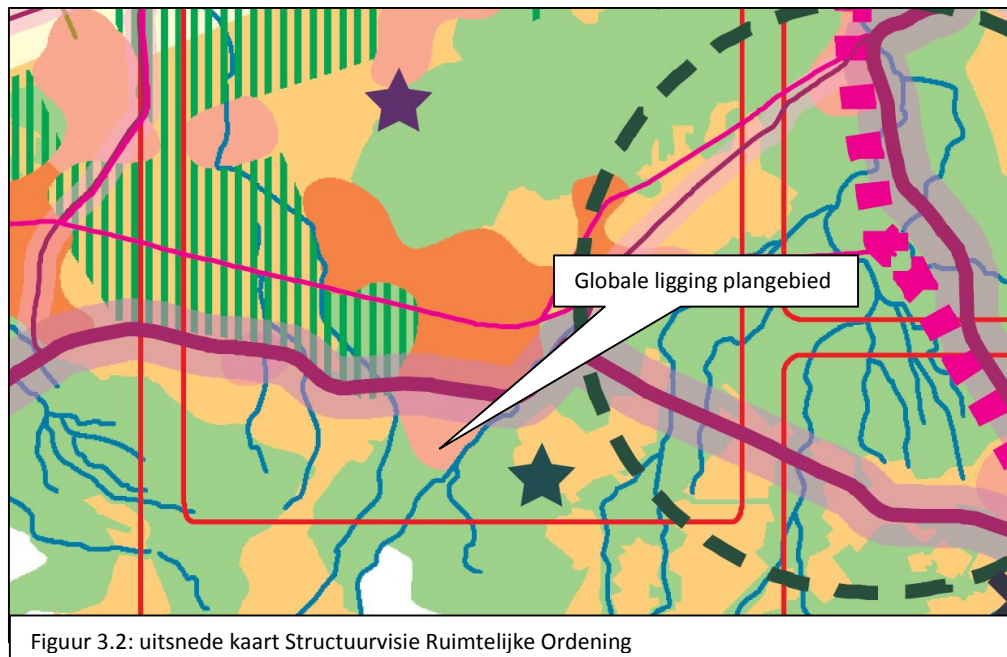 Globale ligging plangebied
Figuur 3.2: uitsnede kaart Structuurvisie Ruimtelijke Ordening